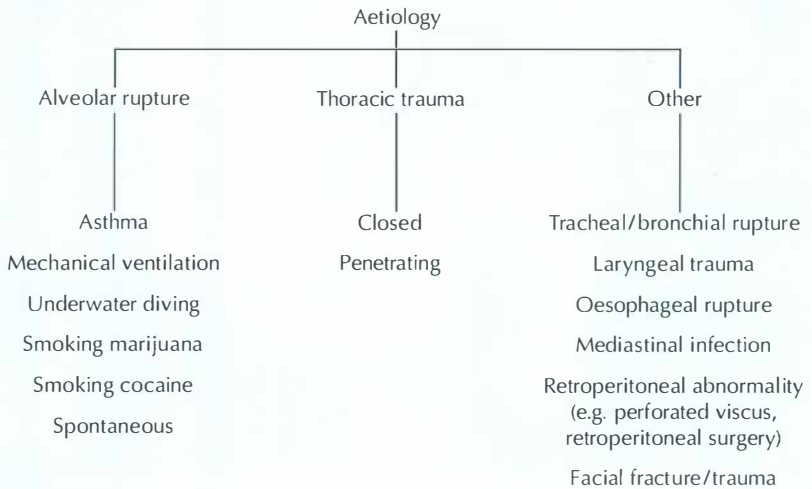 Aetiology
Alveolar rupture
Thoracic trauma
Other
Asthma
Mechanical ventilation
Underwater diving
Smoking marijuana
Smoking cocaine
Spontaneous
Closed
Penetrating
Tracheal/bronchial rupture
Laryngeal trauma
Oesophageal rupture
Mediastinal infection
Retroperitoneal abnormality
(e.g. perforated viscus,
retroperitoneal surgery)
Facial fracture/trauma